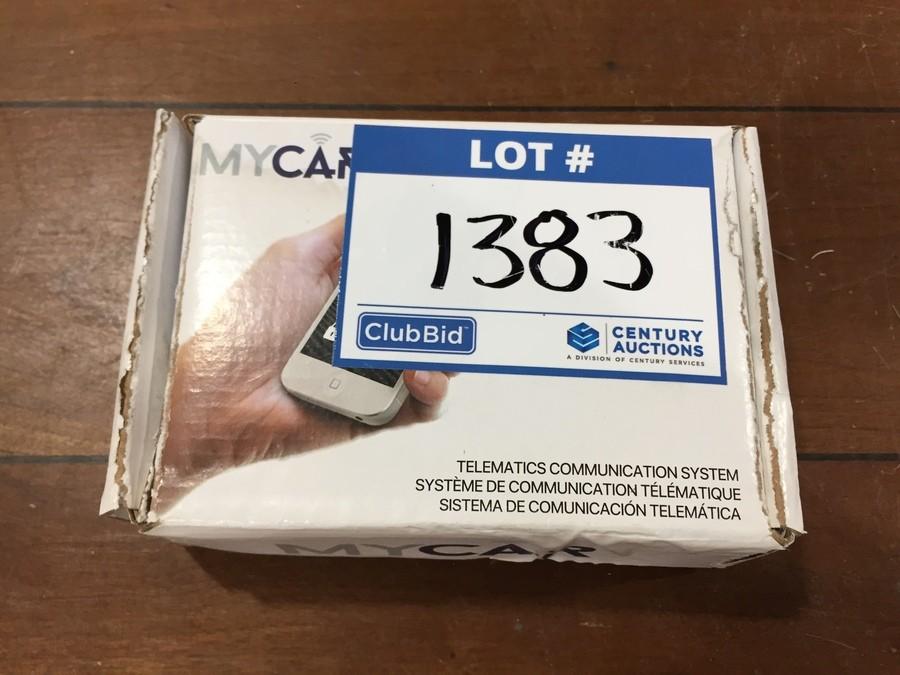 MYCAR
LOT #
1383
ClubBid™
CENTURY
AUCTIONS
A DIVISION OF CENTURY SERVICES
TELEMATICS COMMUNICATION SYSTEM
SYSTÈME DE COMMUNICATION TÉLÉMATIQUE
SISTEMA DE COMUNICACIÓN TELEMÁTICA
MYCAR